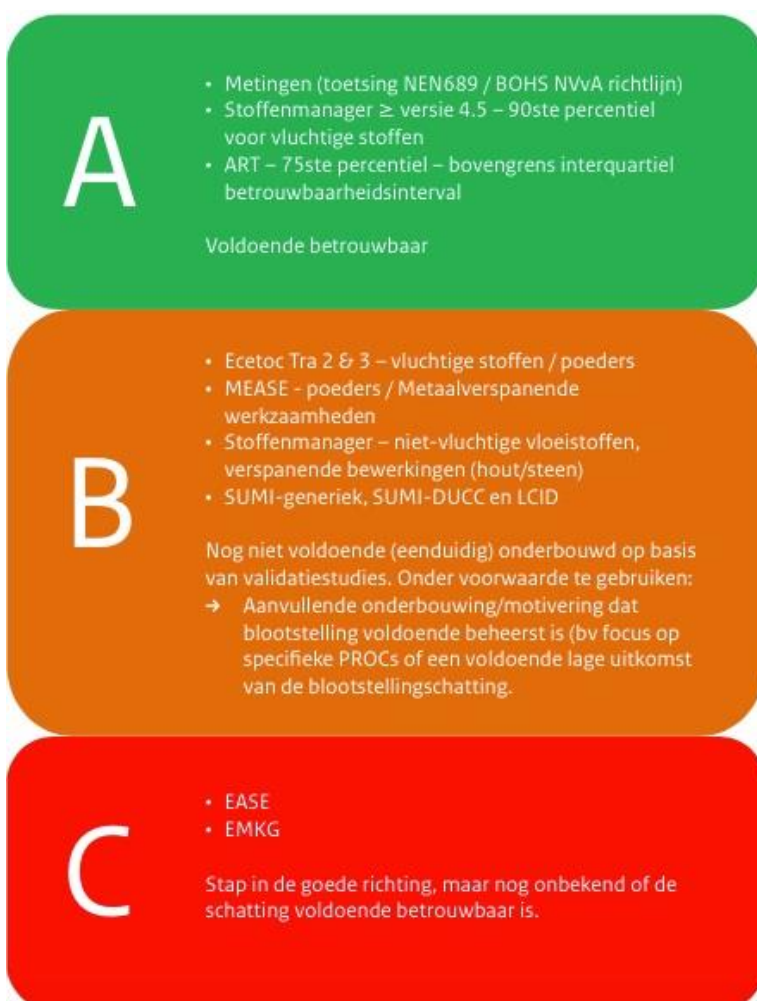 A
• Metingen (toetsing NEN689 / BOHS NVvA richtlijn)
• Stoffenmanager ≥ versie 4.5 – 90ste percentiel
voor vluchtige stoffen
• ART – 75ste percentiel – bovengrens interquartiel
betrouwbaarheidsinterval
Voldoende betrouwbaar
B
• Ecetoc Tra 2 & 3 – vluchtige stoffen / poeders
• MEASE - poeders / Metaalverspanende
werkzaamheden
• Stoffenmanager – niet-vluchtige vloeistoffen,
verspanende bewerkingen (hout/steen)
• SUMI-generiek, SUMI-DUCC en LCID
Nog niet voldoende (eenduidig) onderbouwd op basis
van validatiestudies. Onder voorwaarde te gebruiken:
→ Aanvullende onderbouwing/motivering dat
blootstelling voldoende beheerst is (bv focus op
specifieke PROCs of een voldoende lage uitkomst
van de blootstellingschatting.
C
• EASE
• EMKG
Stap in de goede richting, maar nog onbekend of de
schatting voldoende betrouwbaar is.